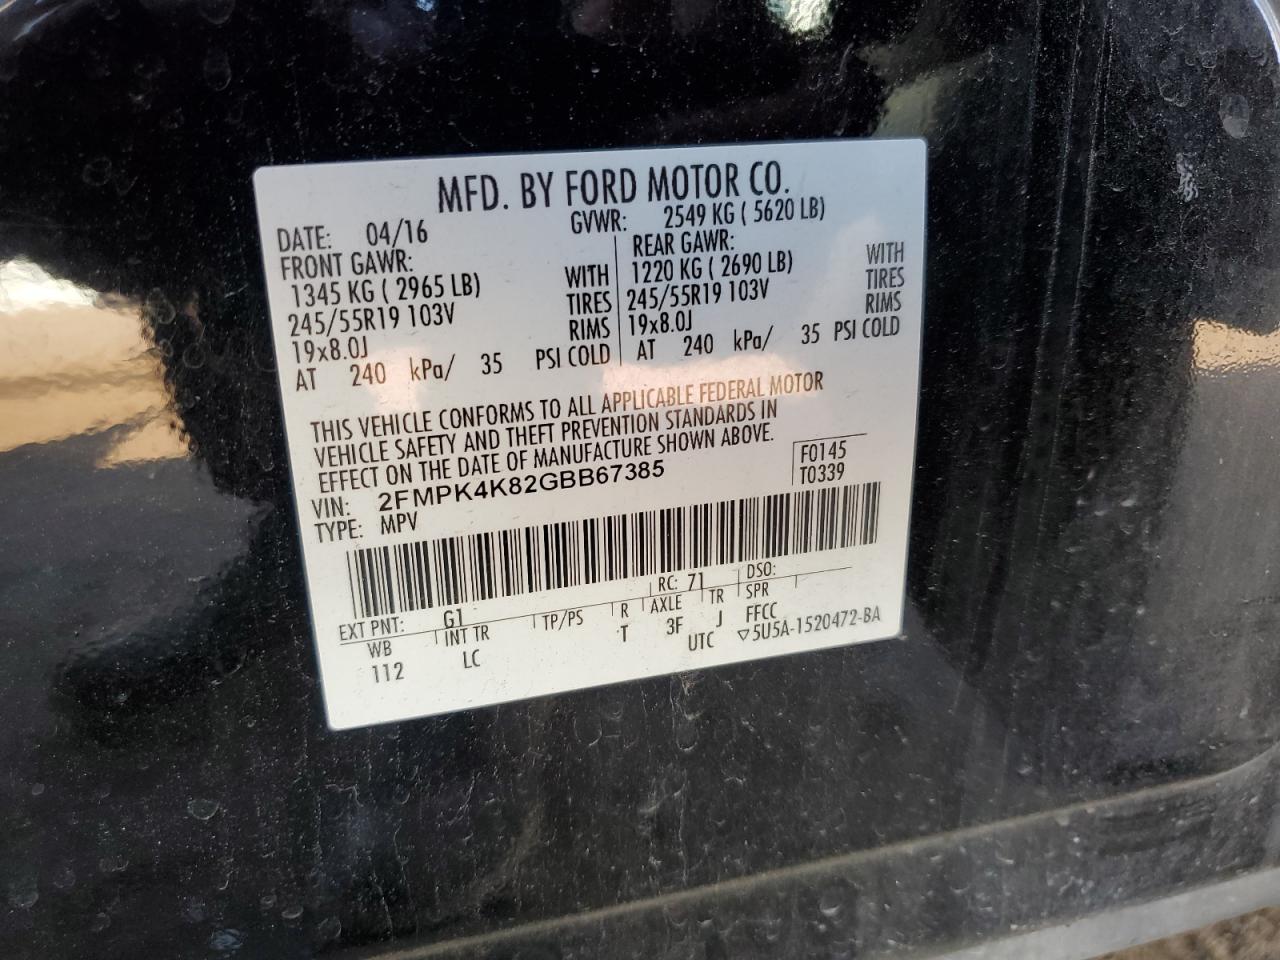 MFD. BY FORD MOTOR CO.
DATE: 04/16 GVWR: 2549 KG ( 5620 LB)
FRONT GAWR: REAR GAWR:
1345 KG ( 2965 LB) WITH 1220 KG ( 2690 LB) WITH
245/55R19 103V TIRES 245/55R19 103V TIRES
19x8.0J RIMS 19x8.0J RIMS
AT 240 kPa/ 35 PSI COLD AT 240 kPa/ 35 PSI COLD
THIS VEHICLE CONFORMS TO ALL APPLICABLE FEDERAL MOTOR
VEHICLE SAFETY AND THEFT PREVENTION STANDARDS IN
EFFECT ON THE DATE OF MANUFACTURE SHOWN ABOVE.
F0145
T0339
VIN: 2FMPK4K82GBB67385
TYPE: MPV
EXT PNT: G1 RC: 71 DSO:
WB INT TR TP/PS R AXLE TR SPR
112 LC T 3F J FFCC
UTC ▽5U5A-1520472-BA